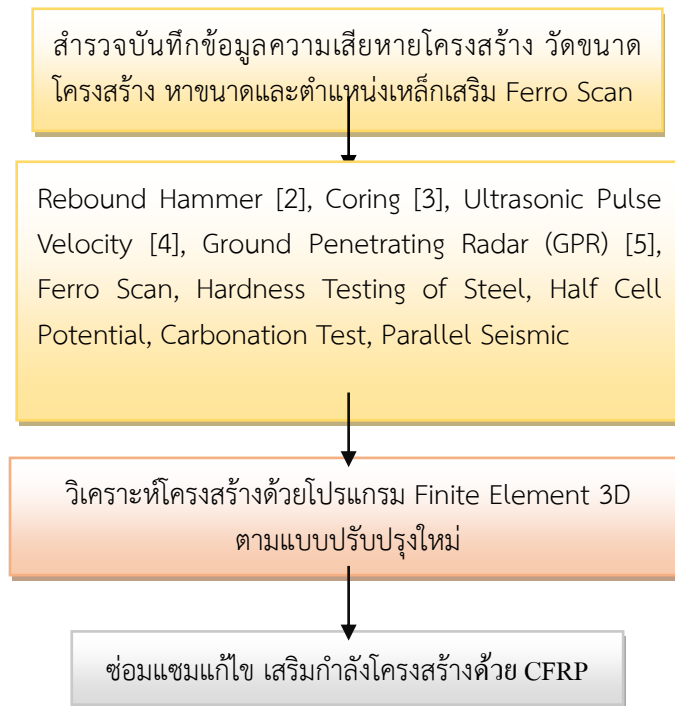 สำรวจบันทึกข้อมูลความเสียหายโครงสร้าง วัดขนาด
โครงสร้าง หาขนาดและตำแหน่งเหล็กเสริม Ferro Scan
Rebound Hammer [2], Coring [3], Ultrasonic Pulse
Velocity [4], Ground Penetrating Radar (GPR) [5],
Ferro Scan, Hardness Testing of Steel, Half Cell
Potential, Carbonation Test, Parallel Seismic
วิเคราะห์โครงสร้างด้วยโปรแกรม Finite Element 3D
ตามแบบปรับปรุงใหม่
ซ่อมแซมแก้ไข เสริมกำลังโครงสร้างด้วย CFRP